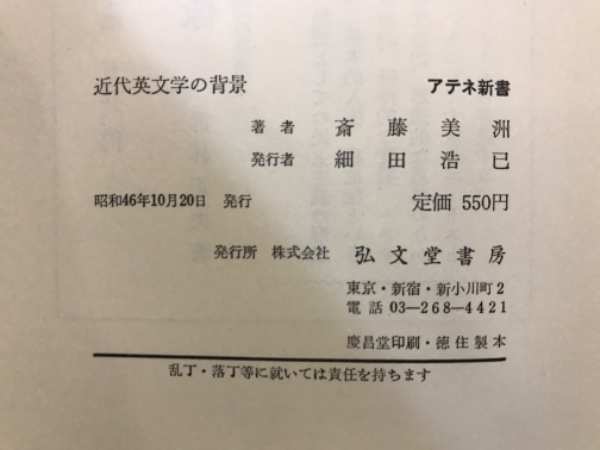 近代英文学の背景 アテネ新書
著者 斎藤美洲
発行者 細田浩已
昭和46年10月20日 発行 定価 550円
発行所 株式会社 弘文堂書房
東京・新宿・新小川町2
電話 03―268―4421
慶昌堂印刷・徳住製本
乱丁・落丁等に就いては責任を持ちます